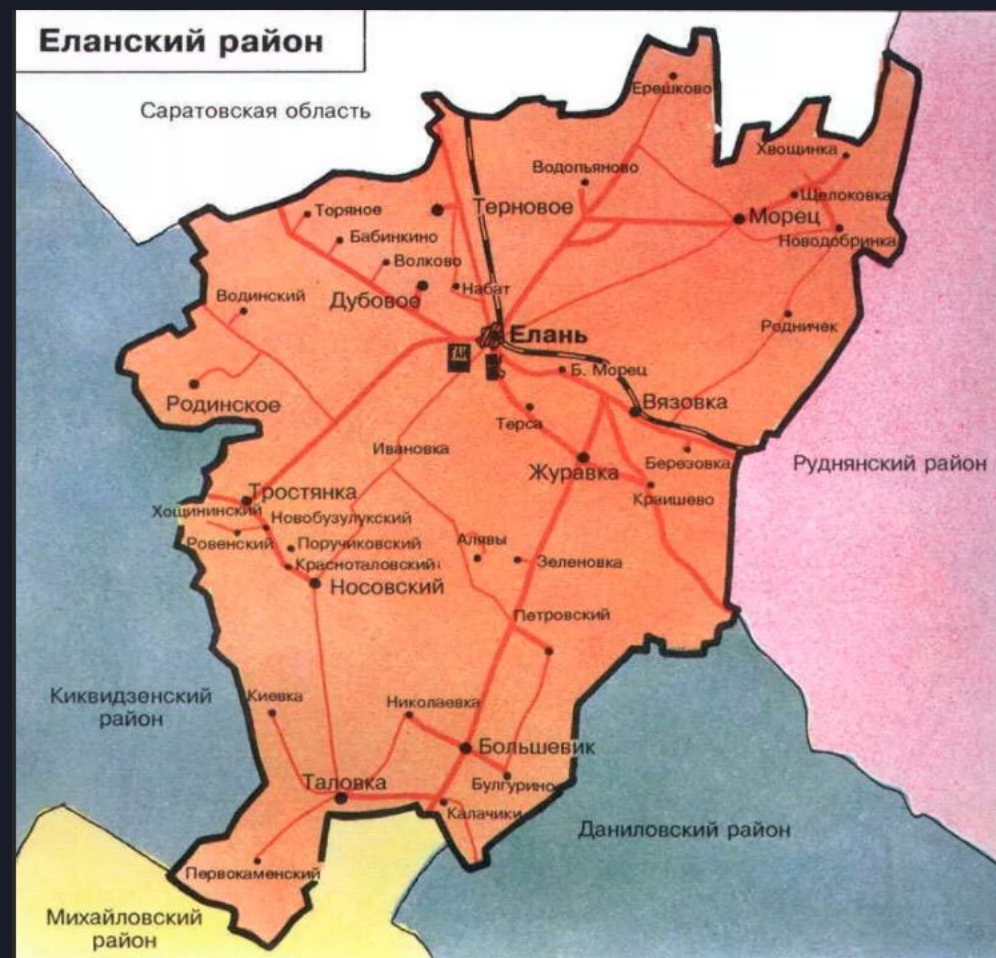 Еланский район
Саратовская область
Ерешково
Хвощинка
Водопьяново
Щелоковка
Торяное
Терновое
Морец
Бабинкино
Новодобринка
Волково
Набат
Водинский
Дубовое
Родничек
Елань
ГАИ
Б. Морец
Родинское
Вязовка
Терса
Ивановка
Журавка
Березовка
Руднянский район
Тростянка
Краишево
Хощининский
Новобузулукский
Ровенский
Поручиковский
Алявы
Красноталовский
Зеленовка
Носовский
Петровский
Киквидзенский
район
Киевка
Николаевка
Большевик
Таловка
Булгурино
Калачики
Даниловский район
Первокаменский
Михайловский
район